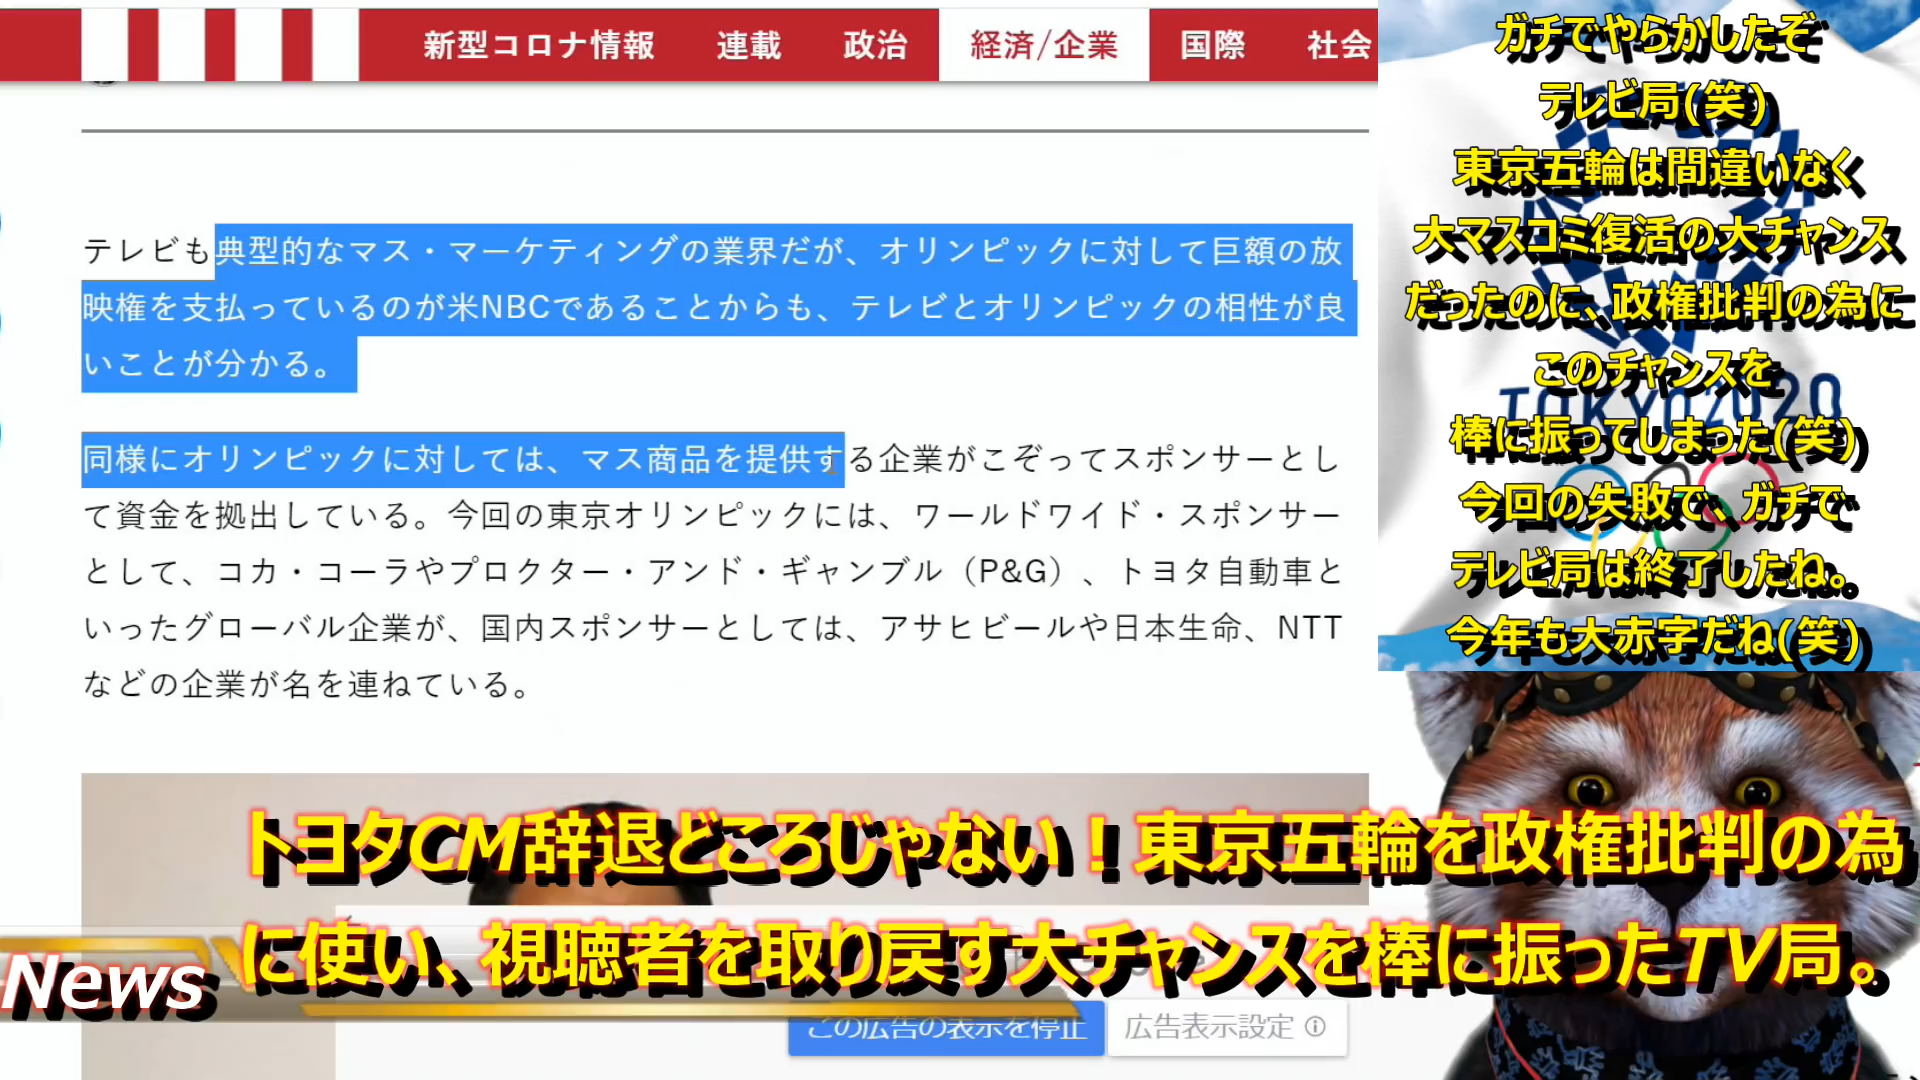 新型コロナ情報 連載 政治 経済/企業 国際 社会
テレビも典型的なマス・マーケティングの業界だが、オリンピックに対して巨額の放
映権を支払っているのが米NBCであることからも、テレビとオリンピックの相性が良
いことが分かる。
同様にオリンピックに対しては、マス商品を提供する企業がこぞってスポンサーとし
て資金を拠出している。今回の東京オリンピックには、ワールドワイド・スポンサー
として、コカ・コーラやプロクター・アンド・ギャンブル（P&G）、トヨタ自動車と
いったグローバル企業が、国内スポンサーとしては、アサヒビールや日本生命、NTT
などの企業が名を連ねている。
ガチでやらかしたぞ
テレビ局(笑)
東京五輪は間違いなく
大マスコミ復活の大チャンス
だったのに、政権批判の為に
このチャンスを
TOKYO 2020
棒に振ってしまった(笑)
今回の失敗で、ガチで
テレビ局は終了したね。
今年も大赤字だね(笑)
トヨタCM辞退どころじゃない！東京五輪を政権批判の為
に使い、視聴者を取り戻す大チャンスを棒に振ったTV局。
News
この広告の表示を停止
広告表示設定